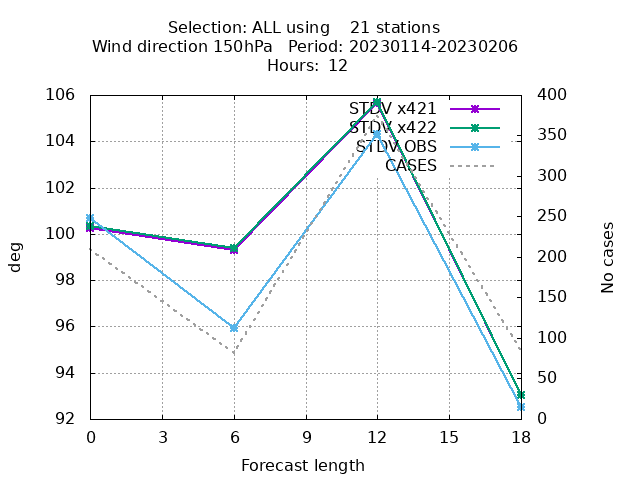 Selection: ALL using    21 stations
Wind direction 150hPa   Period: 20230114-20230206
Hours: 12
106
104
102
100
98
96
94
92
400
350
300
250
200
150
100
50
0
STDV x421
STDV x422
STDV OBS
CASES
deg
No cases
0 3 6 9 12 15 18
Forecast length